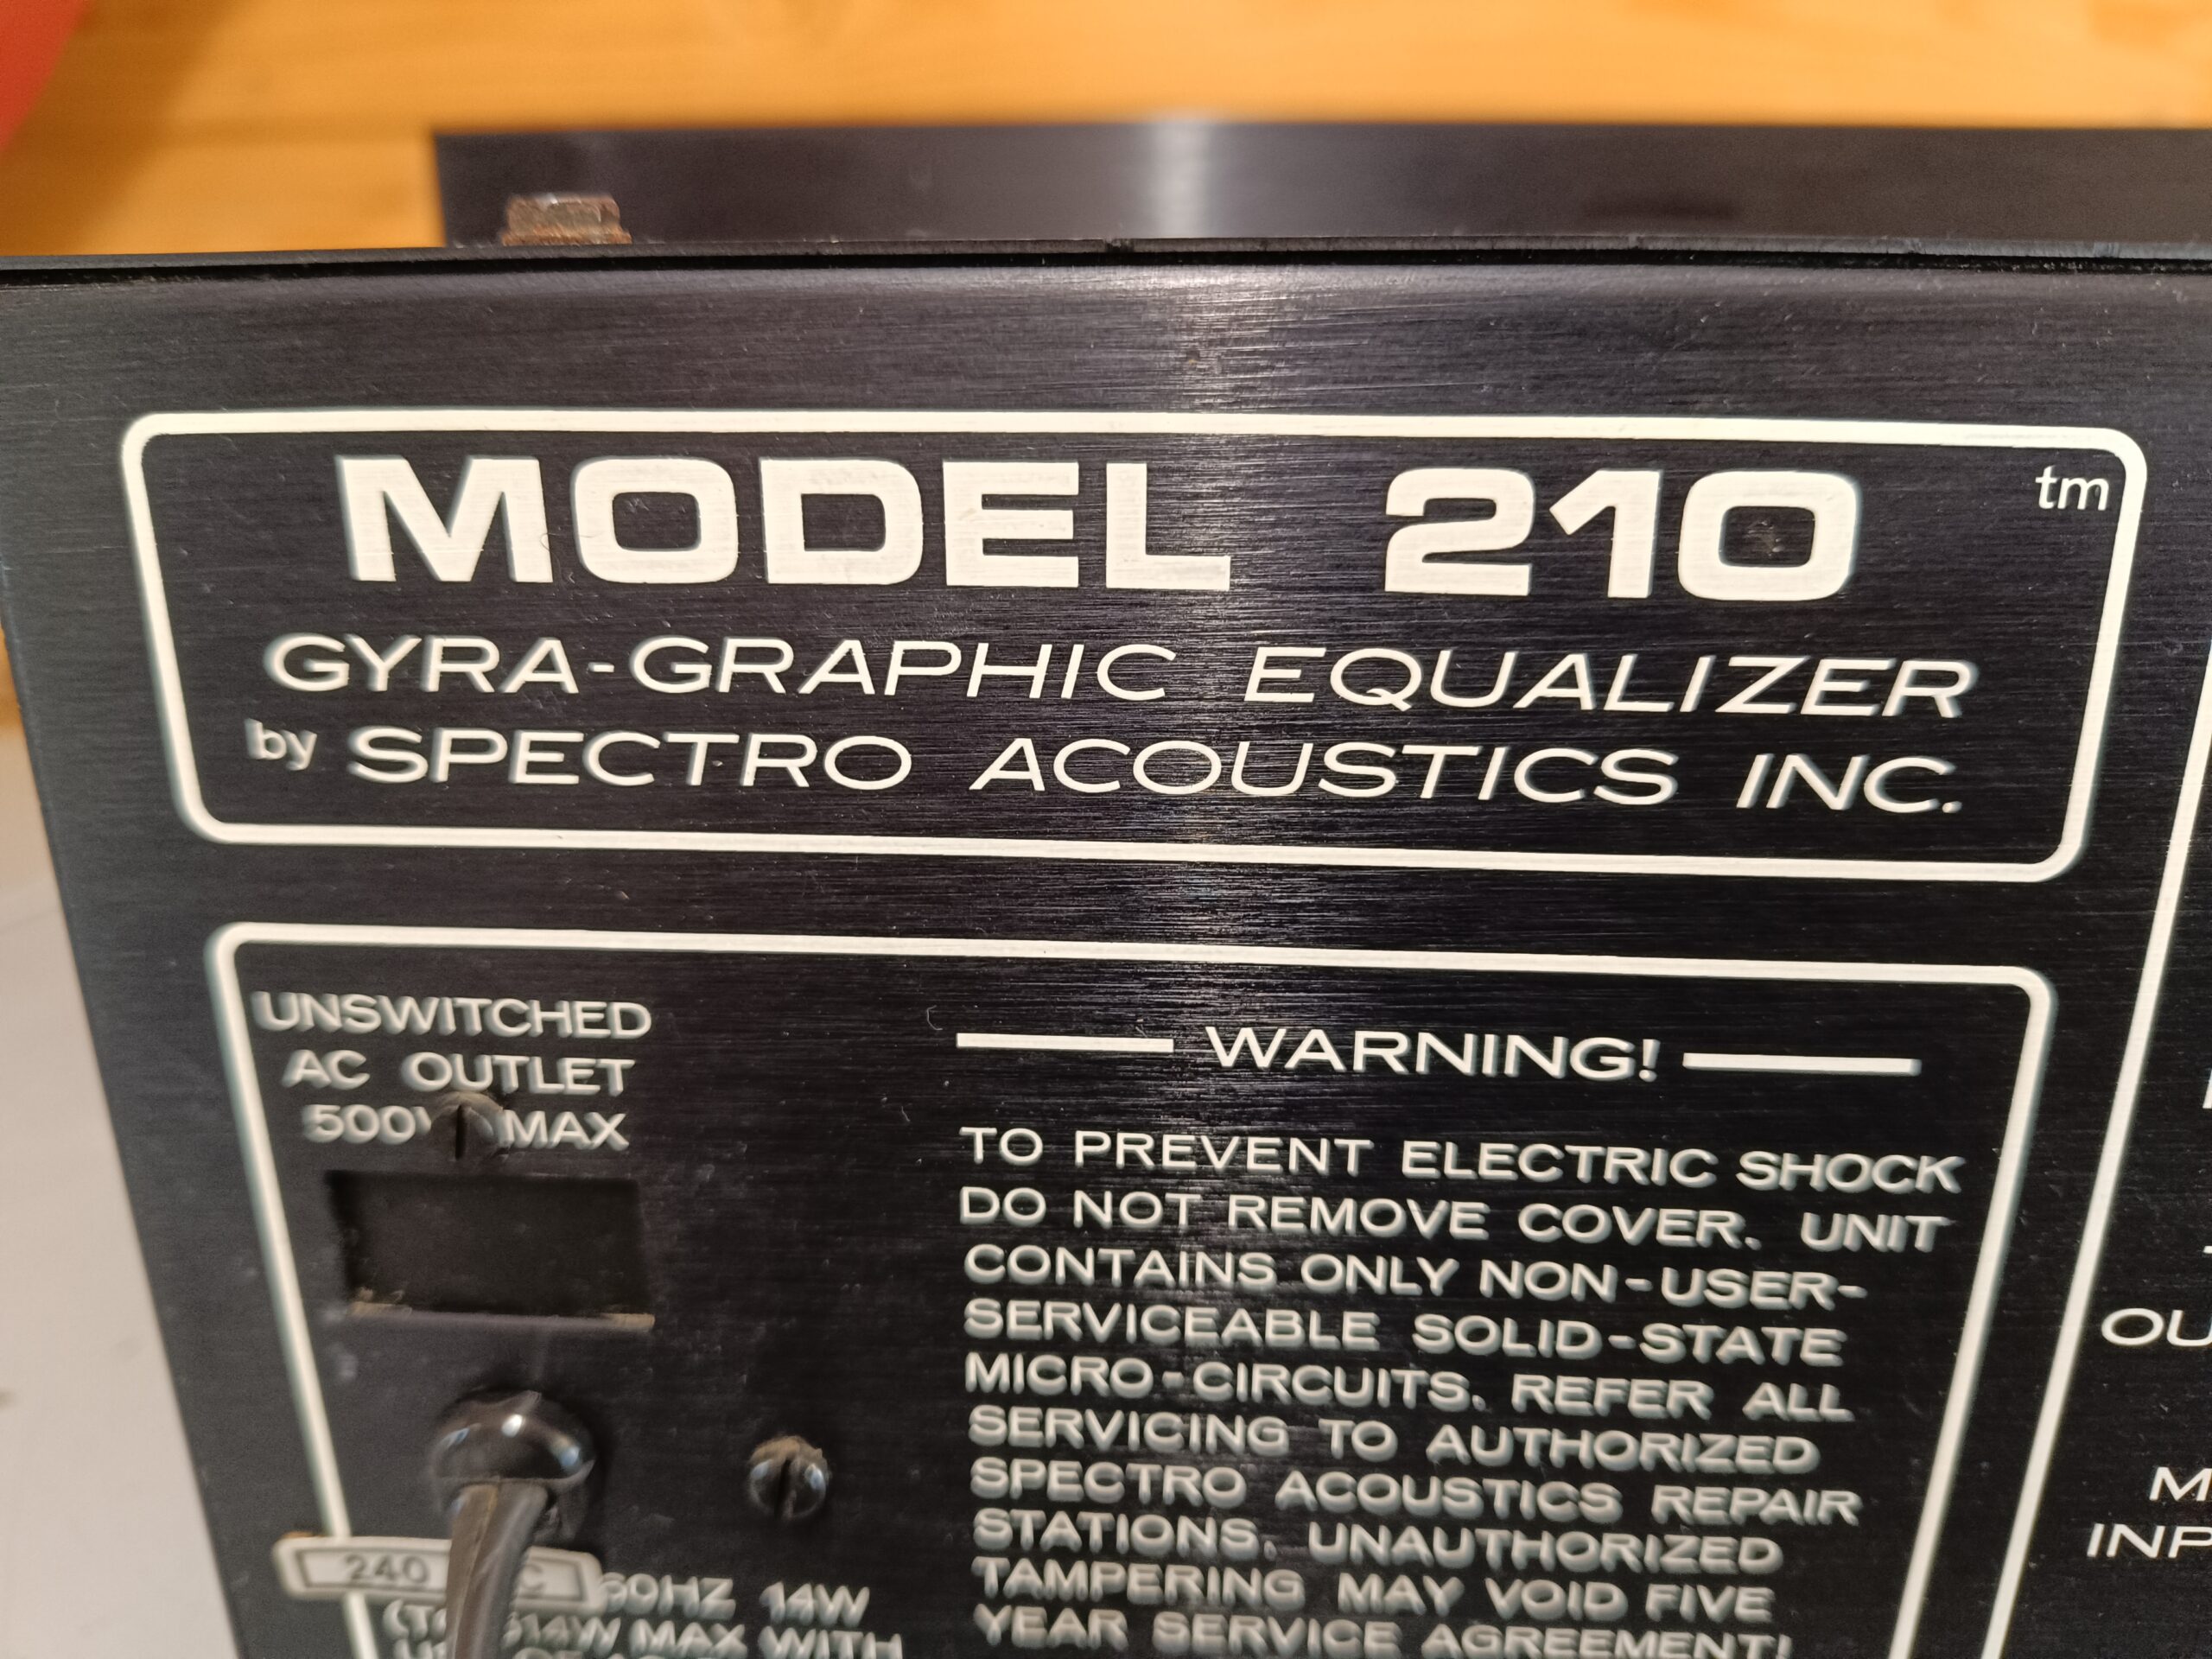 MODEL 210 tm
GYRA-GRAPHIC EQUALIZER
by SPECTRO ACOUSTICS INC.
UNSWITCHED
AC OUTLET
MAX
WARNING!
TO PREVENT ELECTRIC SHOCK
DO NOT REMOVE COVER. UNIT
CONTAINS ONLY NON-USER-
SERVICEABLE SOLID-STATE
MICRO-CIRCUITS. REFER ALL
SERVICING TO AUTHORIZED
SPECTRO ACOUSTICS REPAIR
STATIONS. UNAUTHORIZED
TAMPERING MAY VOID FIVE
YEAR SERVICE AGREEMENT!
240
60HZ 14W
MAX WITH